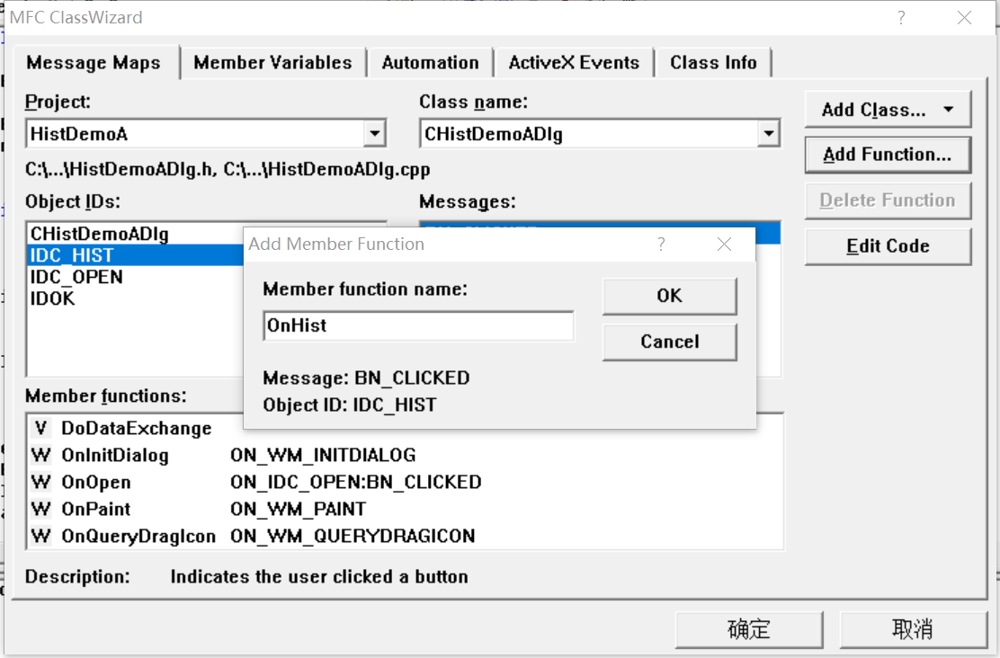 MFC ClassWizard
Message Maps
Member Variables
Automation
ActiveX Events
Class Info
Project:
Class name:
HistDemoA
CHistDemoADlg
Add Class...
Add Function...
C:\...\HistDemoADlg.h, C:\...\HistDemoADlg.cpp
Object IDs:
Messages:
Delete Function
Edit Code
CHistDemoADlg
IDC_HIST
IDC_OPEN
IDOK
Add Member Function
Member function name:
OnHist
OK
Cancel
Message: BN_CLICKED
Object ID: IDC_HIST
Member functions:
V DoDataExchange
W OnInitDialog ON_WM_INITDIALOG
W OnOpen ON_IDC_OPEN:BN_CLICKED
W OnPaint ON_WM_PAINT
W OnQueryDragIcon ON_WM_QUERYDRAGICON
Description: Indicates the user clicked a button
确定
取消